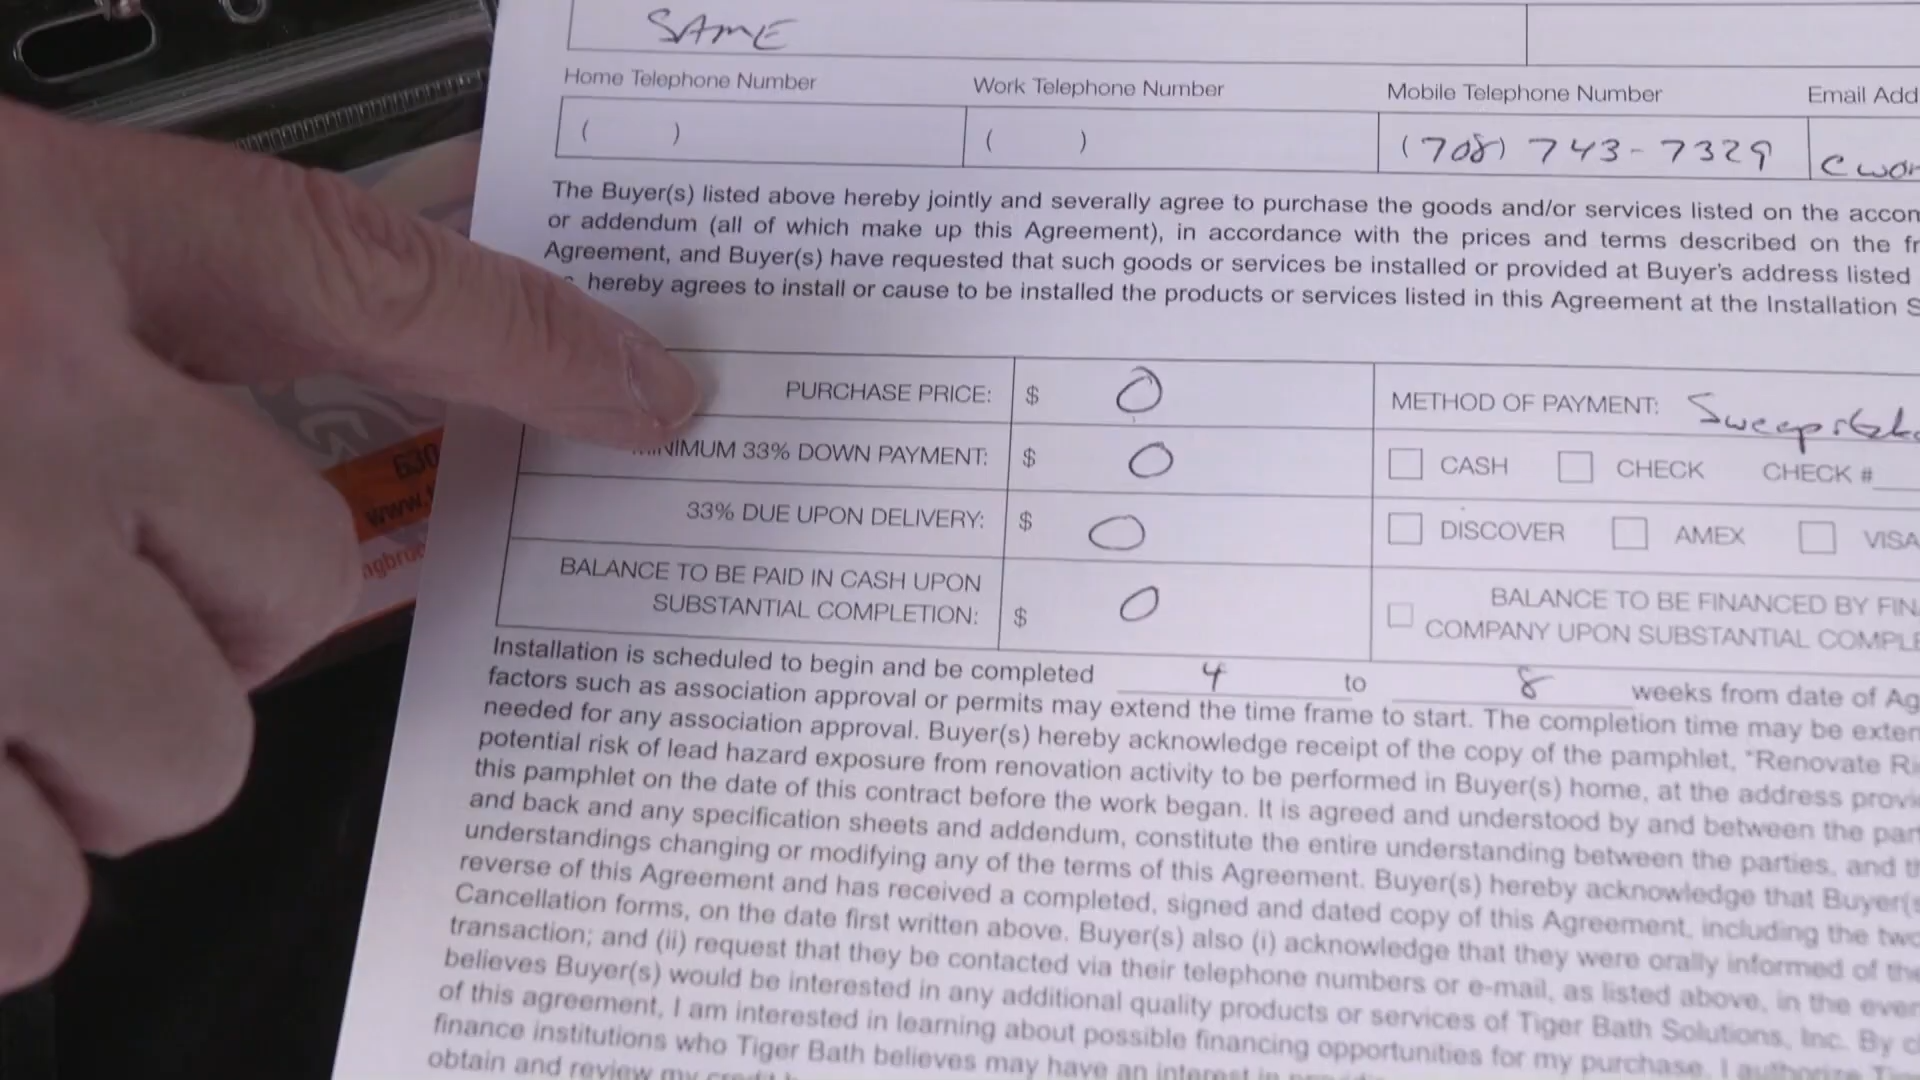 SAME
Home Telephone Number Work Telephone Number Mobile Telephone Number Email Add
( ) ( ) (708) 743-7329 cwor
The Buyer(s) listed above hereby jointly and severally agree to purchase the goods and/or services listed on the accom
or addendum (all of which make up this Agreement), in accordance with the prices and terms described on the fr
Agreement, and Buyer(s) have requested that such goods or services be installed or provided at Buyer's address listed
hereby agrees to install or cause to be installed the products or services listed in this Agreement at the Installation S
PURCHASE PRICE: $ 0 METHOD OF PAYMENT: Sweepstak
NIMUM 33% DOWN PAYMENT: $ 0 CASH CHECK CHECK #
33% DUE UPON DELIVERY: $ 0 DISCOVER AMEX VISA
BALANCE TO BE PAID IN CASH UPON
SUBSTANTIAL COMPLETION: $ 0
BALANCE TO BE FINANCED BY FIN
COMPANY UPON SUBSTANTIAL COMPLE
Installation is scheduled to begin and be completed 4 to 8 weeks from date of Ag
factors such as association approval or permits may extend the time frame to start. The completion time may be exten
needed for any association approval. Buyer(s) hereby acknowledge receipt of the copy of the pamphlet, "Renovate Ri
potential risk of lead hazard exposure from renovation activity to be performed in Buyer(s) home, at the address provi
this pamphlet on the date of this contract before the work began. It is agreed and understood by and between the par
and back and any specification sheets and addendum, constitute the entire understanding between the parties, and th
understandings changing or modifying any of the terms of this Agreement. Buyer(s) hereby acknowledge that Buyer(s
reverse of this Agreement and has received a completed, signed and dated copy of this Agreement, including the two
Cancellation forms, on the date first written above. Buyer(s) also (i) acknowledge that they were orally informed of the
transaction; and (ii) request that they be contacted via their telephone numbers or e-mail, as listed above, in the even
believes Buyer(s) would be interested in any additional quality products or services of Tiger Bath Solutions, Inc. By c
of this agreement, I am interested in learning about possible financing opportunities for my purchase. I authorize
finance institutions who Tiger Bath believes may have an interest in
obtain and review my credit
630
www.
ngbruc